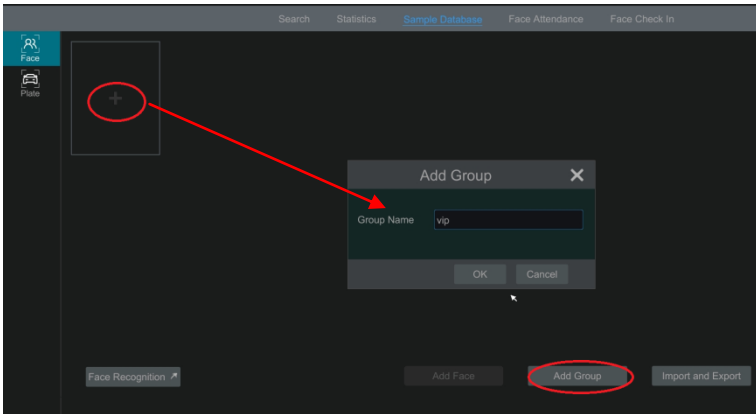 Search Statistics Sample Database Face Attendance Face Check In
Face
Plate
+
Add Group
Group Name vip
OK Cancel
Face Recognition Add Face Add Group Import and Export